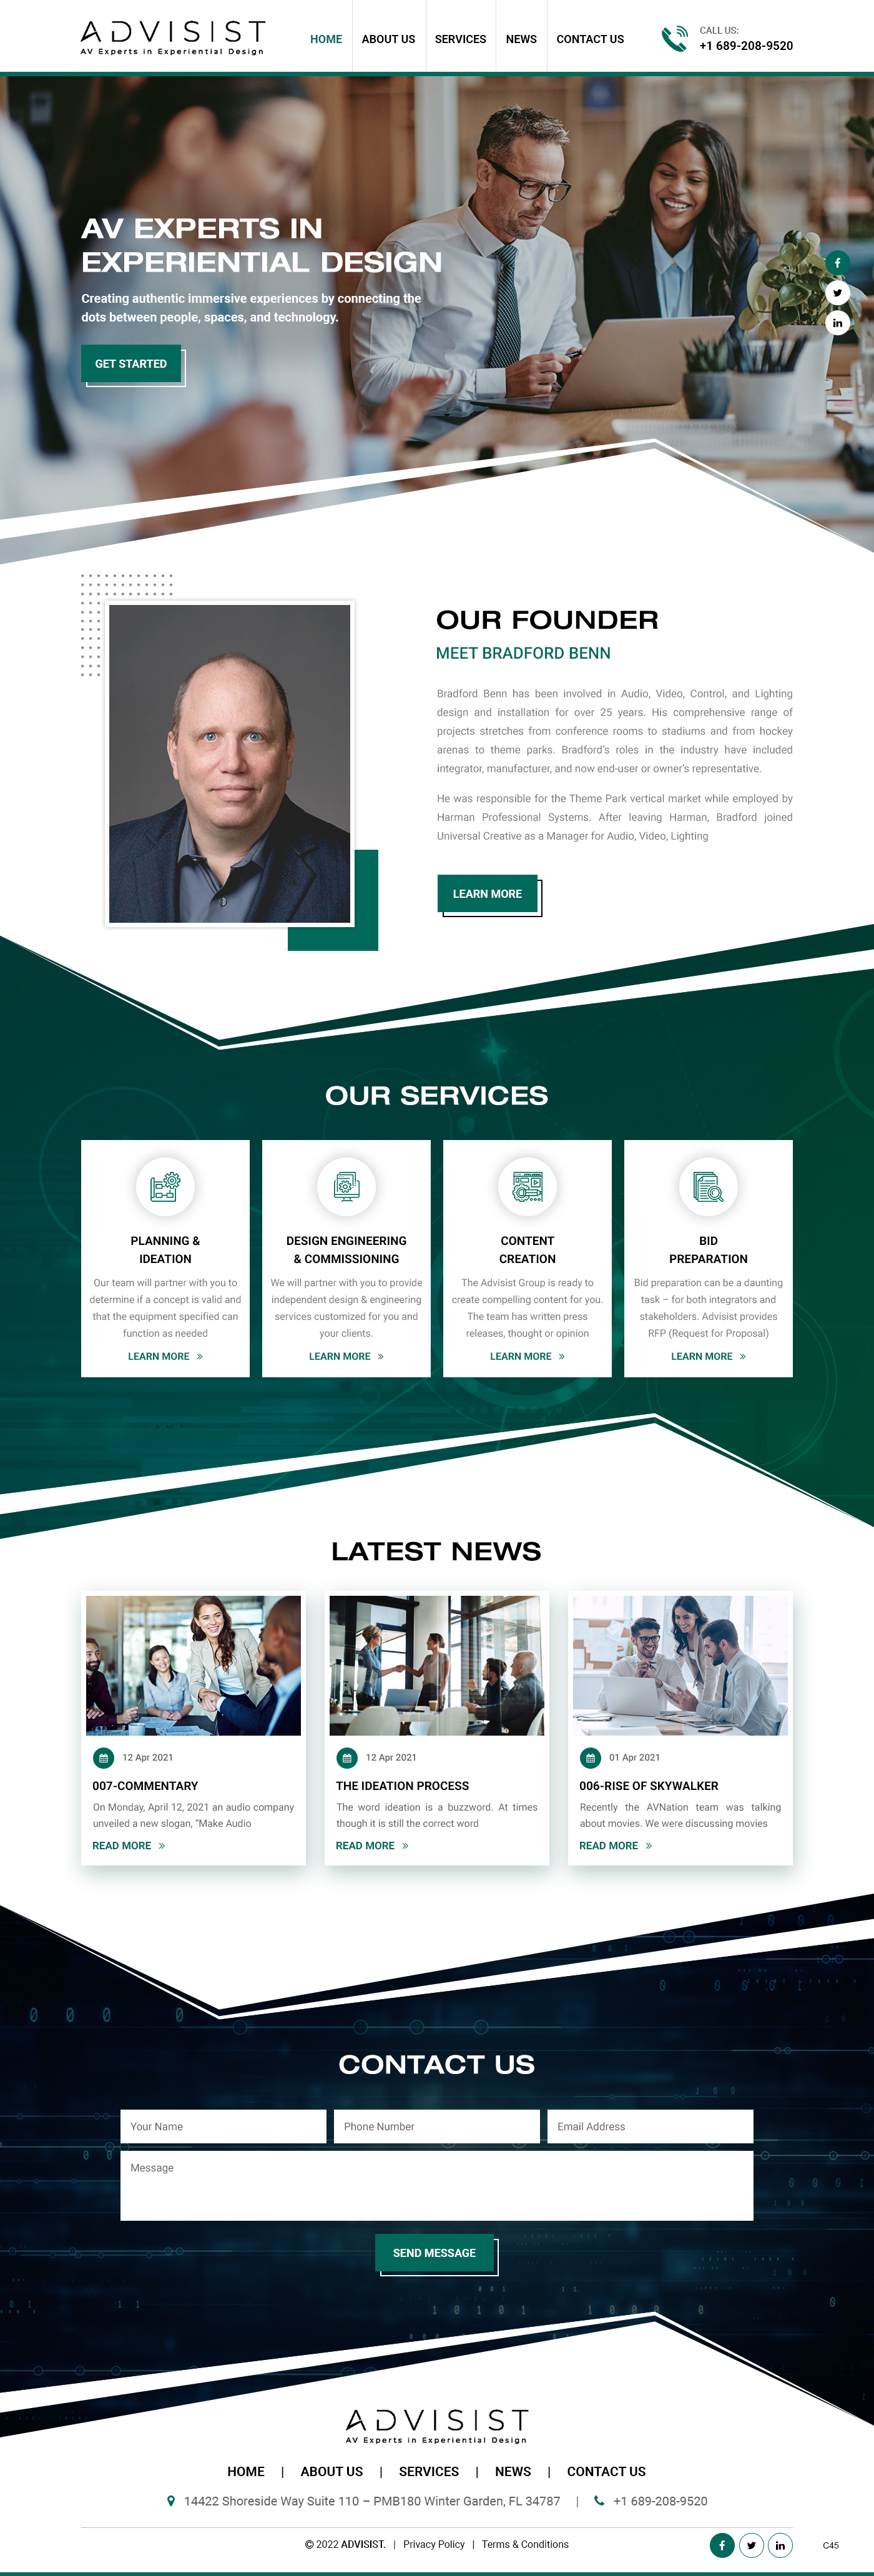 ADVISIST
AV Experts in Experiential Design
HOME
ABOUT US
SERVICES
NEWS
CONTACT US
CALL US:
+1 689-208-9520
AV EXPERTS IN
EXPERIENTIAL DESIGN
Creating authentic immersive experiences by connecting the
dots between people, spaces, and technology.
GET STARTED
OUR FOUNDER
MEET BRADFORD BENN
Bradford Benn has been involved in Audio, Video, Control, and Lighting
design and installation for over 25 years. His comprehensive range of
projects stretches from conference rooms to stadiums and from hockey
arenas to theme parks. Bradford's roles in the industry have included
integrator, manufacturer, and now end-user or owner's representative.
He was responsible for the Theme Park vertical market while employed by
Harman Professional Systems. After leaving Harman, Bradford joined
Universal Creative as a Manager for Audio, Video, Lighting
LEARN MORE
OUR SERVICES
PLANNING &
IDEATION
Our team will partner with you to
determine if a concept is valid and
that the equipment specified can
function as needed
LEARN MORE »
DESIGN ENGINEERING
& COMMISSIONING
We will partner with you to provide
independent design & engineering
services customized for you and
your clients.
LEARN MORE »
CONTENT
CREATION
The Advisist Group is ready to
create compelling content for you.
The team has written press
releases, thought or opinion
LEARN MORE »
BID
PREPARATION
Bid preparation can be a daunting
task – for both integrators and
stakeholders. Advisist provides
RFP (Request for Proposal)
LEARN MORE »
LATEST NEWS
12 Apr 2021
007-COMMENTARY
On Monday, April 12, 2021 an audio company
unveiled a new slogan, "Make Audio
READ MORE »
12 Apr 2021
THE IDEATION PROCESS
The word ideation is a buzzword. At times
though it is still the correct word
READ MORE »
01 Apr 2021
006-RISE OF SKYWALKER
Recently the AVNation team was talking
about movies. We were discussing movies
READ MORE »
CONTACT US
Your Name
Phone Number
Email Address
Message
SEND MESSAGE
ADVISIST
AV Experts in Experiential Design
HOME | ABOUT US | SERVICES | NEWS | CONTACT US
14422 Shoreside Way Suite 110 – PMB180 Winter Garden, FL 34787 | +1 689-208-9520
© 2022 ADVISIST. | Privacy Policy | Terms & Conditions
C45